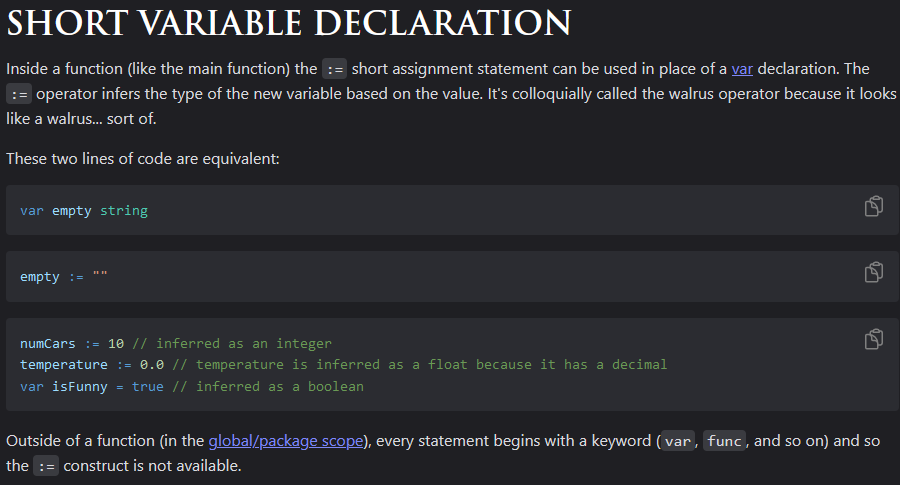 SHORT VARIABLE DECLARATION
Inside a function (like the main function) the := short assignment statement can be used in place of a var declaration. The
:= operator infers the type of the new variable based on the value. It's colloquially called the walrus operator because it looks
like a walrus... sort of.
These two lines of code are equivalent:
var empty string
empty := ""
numCars := 10 // inferred as an integer
temperature := 0.0 // temperature is inferred as a float because it has a decimal
var isFunny = true // inferred as a boolean
Outside of a function (in the global/package scope), every statement begins with a keyword (var, func, and so on) and so
the := construct is not available.